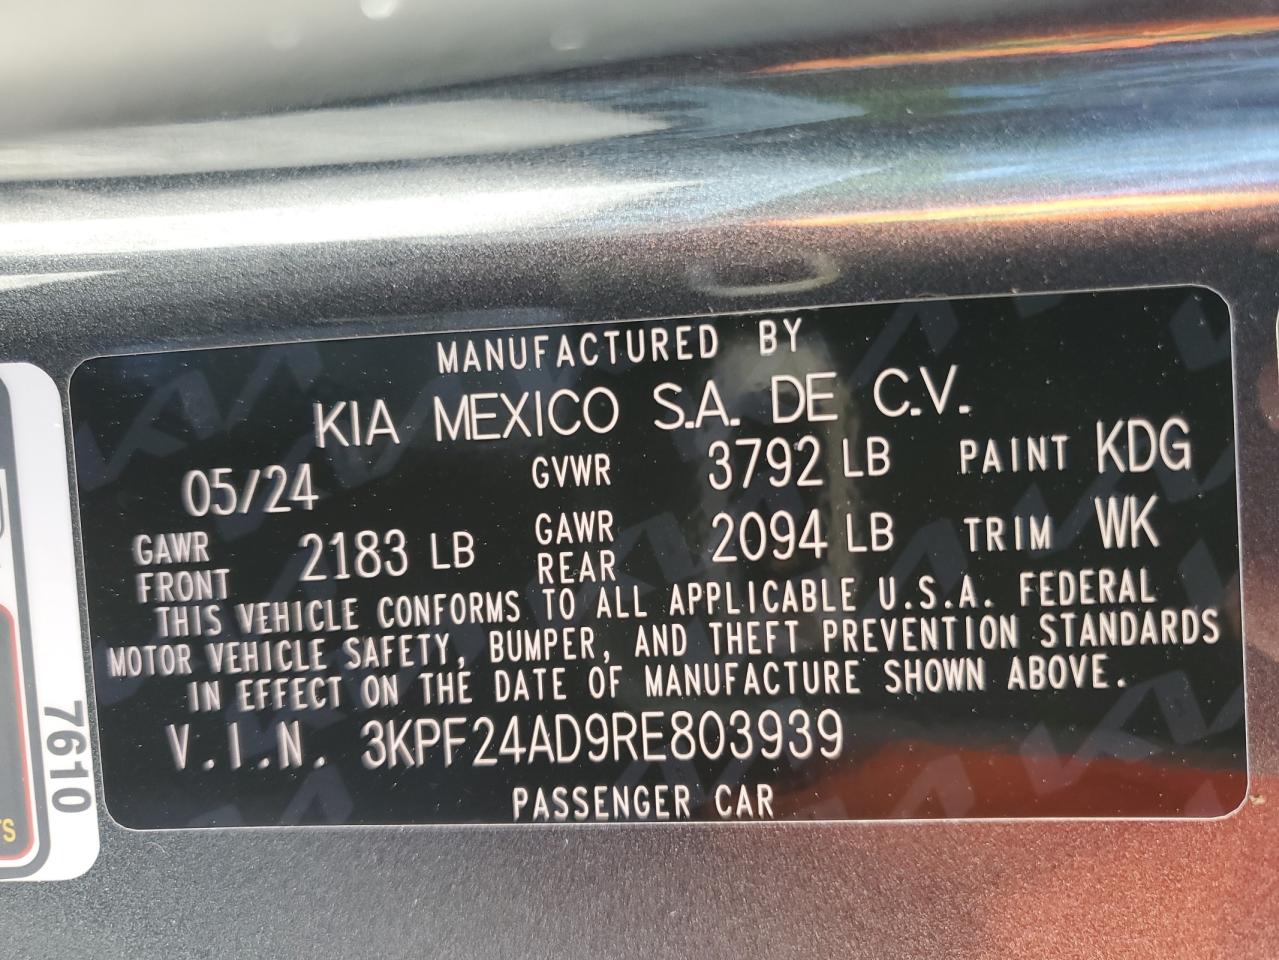 MANUFACTURED BY
KIA MEXICO S.A. DE C.V.
05/24 GVWR 3792 LB PAINT KDG
GAWR FRONT 2183 LB GAWR REAR 2094 LB TRIM WK
THIS VEHICLE CONFORMS TO ALL APPLICABLE U.S.A. FEDERAL
MOTOR VEHICLE SAFETY, BUMPER, AND THEFT PREVENTION STANDARDS
IN EFFECT ON THE DATE OF MANUFACTURE SHOWN ABOVE.
V.I.N. 3KPF24AD9RE803939
PASSENGER CAR
7610